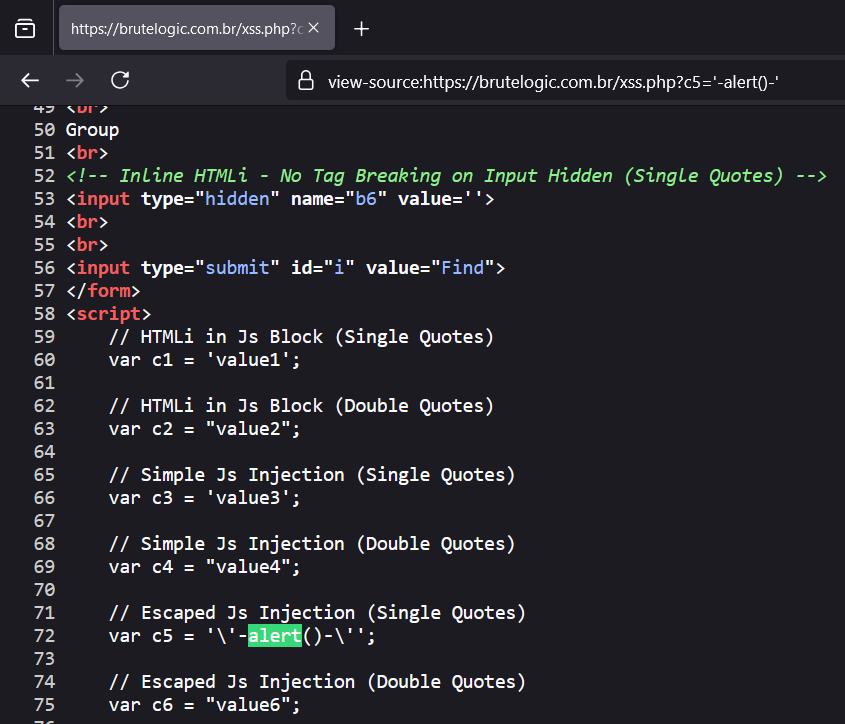 https://brutelogic.com.br/xss.php?c
view-source:https://brutelogic.com.br/xss.php?c5='-alert()-'
49 <br>
50 Group
51 <br>
52 <!-- Inline HTMLi - No Tag Breaking on Input Hidden (Single Quotes) -->
53 <input type="hidden" name="b6" value=''>
54 <br>
55 <br>
56 <input type="submit" id="i" value="Find">
57 </form>
58 <script>
59 // HTMLi in Js Block (Single Quotes)
60 var c1 = 'value1';
61
62 // HTMLi in Js Block (Double Quotes)
63 var c2 = "value2";
64
65 // Simple Js Injection (Single Quotes)
66 var c3 = 'value3';
67
68 // Simple Js Injection (Double Quotes)
69 var c4 = "value4";
70
71 // Escaped Js Injection (Single Quotes)
72 var c5 = '\'-alert()-\'';
73
74 // Escaped Js Injection (Double Quotes)
75 var c6 = "value6";